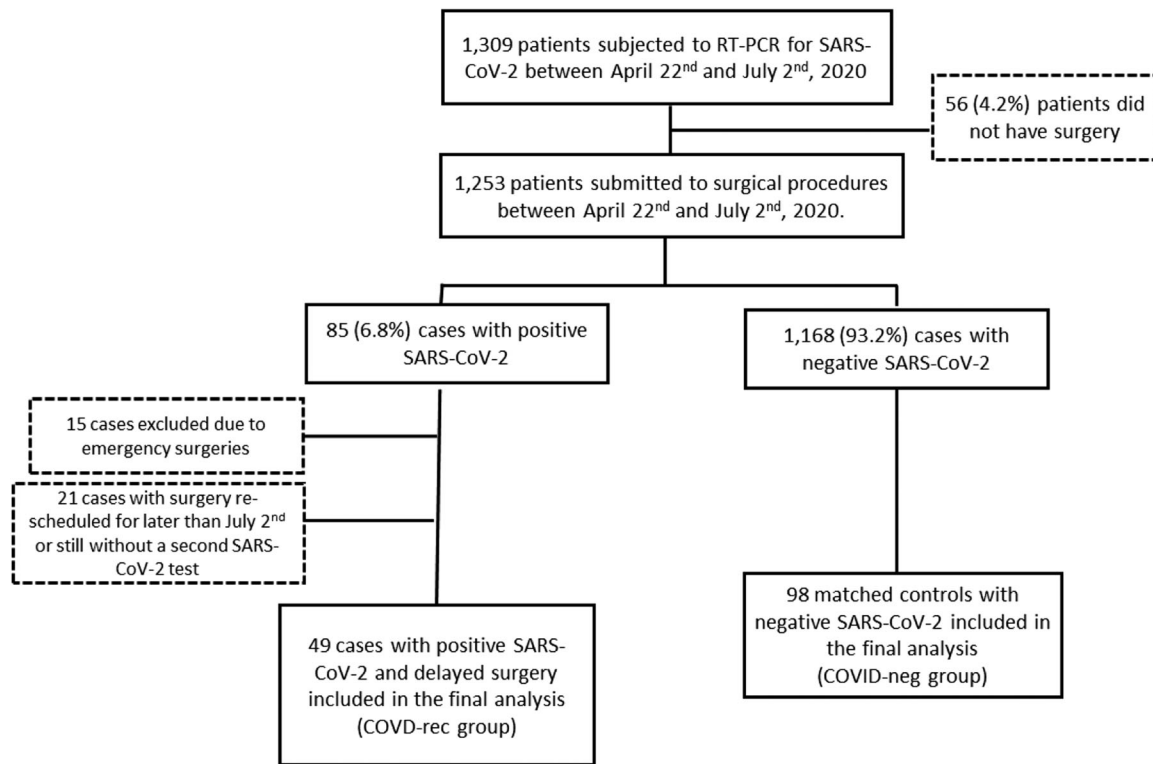 1,309 patients subjected to RT-PCR for SARS-
CoV-2 between April 22nd and July 2nd, 2020
56 (4.2%) patients did
not have surgery
1,253 patients submitted to surgical procedures
between April 22nd and July 2nd, 2020.
85 (6.8%) cases with positive
SARS-CoV-2
1,168 (93.2%) cases with
negative SARS-CoV-2
15 cases excluded due to
emergency surgeries
21 cases with surgery re-
scheduled for later than July 2nd
or still without a second SARS-
CoV-2 test
49 cases with positive SARS-
CoV-2 and delayed surgery
included in the final analysis
(COVD-rec group)
98 matched controls with
negative SARS-CoV-2 included in
the final analysis
(COVID-neg group)